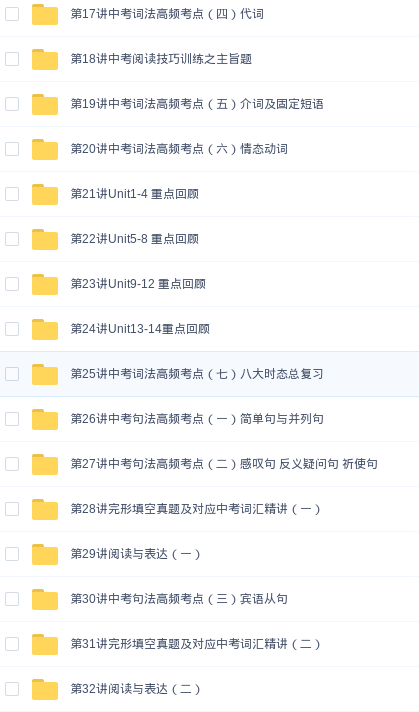 第17讲中考词法高频考点（四）代词
第18讲中考阅读技巧训练之主旨题
第19讲中考词法高频考点（五）介词及固定短语
第20讲中考词法高频考点（六）情态动词
第21讲Unit1-4 重点回顾
第22讲Unit5-8 重点回顾
第23讲Unit9-12 重点回顾
第24讲Unit13-14重点回顾
第25讲中考词法高频考点（七）八大时态总复习
第26讲中考句法高频考点（一）简单句与并列句
第27讲中考句法高频考点（二）感叹句 反义疑问句 祈使句
第28讲完形填空真题及对应中考词汇精讲（一）
第29讲阅读与表达（一）
第30讲中考句法高频考点（三）宾语从句
第31讲完形填空真题及对应中考词汇精讲（二）
第32讲阅读与表达（二）